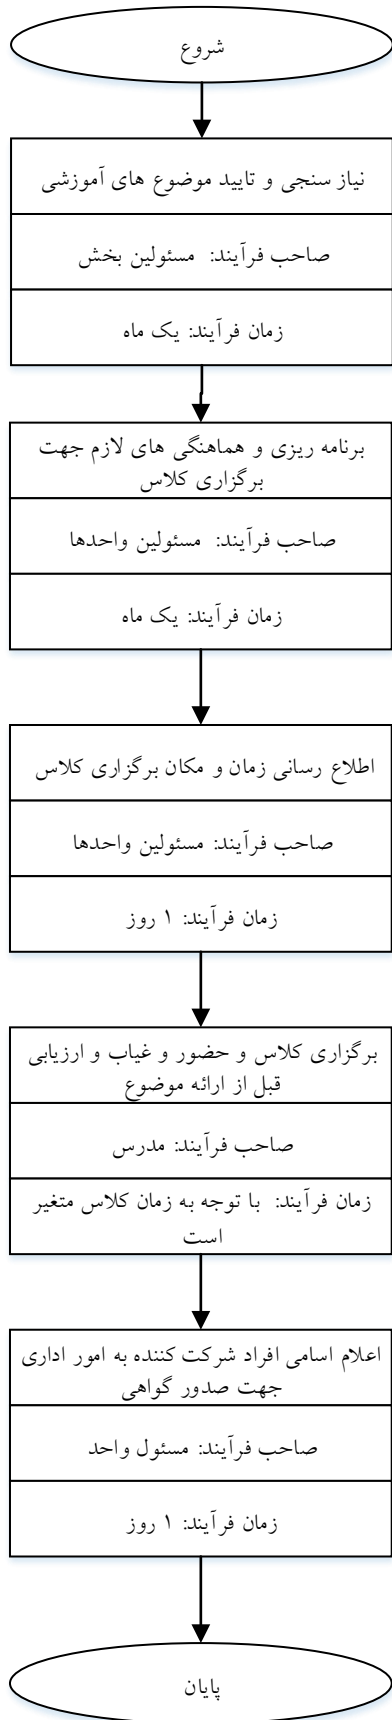 شروع
نیاز سنجی و تایید موضوع های آموزشی
صاحب فرآیند: مسئولین بخش
زمان فرآیند: یک ماه
برنامه ریزی و هماهنگی های لازم جهت
برگزاری کلاس
صاحب فرآیند: مسئولین واحدها
زمان فرآیند: یک ماه
اطلاع رسانی زمان و مکان برگزاری کلاس
صاحب فرآیند: مسئولین واحدها
زمان فرآیند: ۱ روز
برگزاری کلاس و حضور و غیاب و ارزیابی
قبل از ارائه موضوع
صاحب فرآیند: مدرس
زمان فرآیند: با توجه به زمان کلاس متغیر
است
اعلام اسامی افراد شرکت کننده به امور اداری
جهت صدور گواهی
صاحب فرآیند: مسئول واحد
زمان فرآیند: ۱ روز
پایان